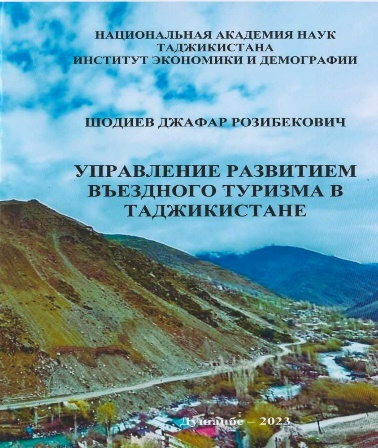 НАЦИОНАЛЬНАЯ АКАДЕМИЯ НАУК
ТАДЖИКИСТАНА
ИНСТИТУТ ЭКОНОМИКИ И ДЕМОГРАФИИ
ШОДИЕВ ДЖАФАР РОЗИБЕКОВИЧ
УПРАВЛЕНИЕ РАЗВИТИЕМ
ВЪЕЗДНОГО ТУРИЗМА В
ТАДЖИКИСТАНЕ
Душанбе – 2023